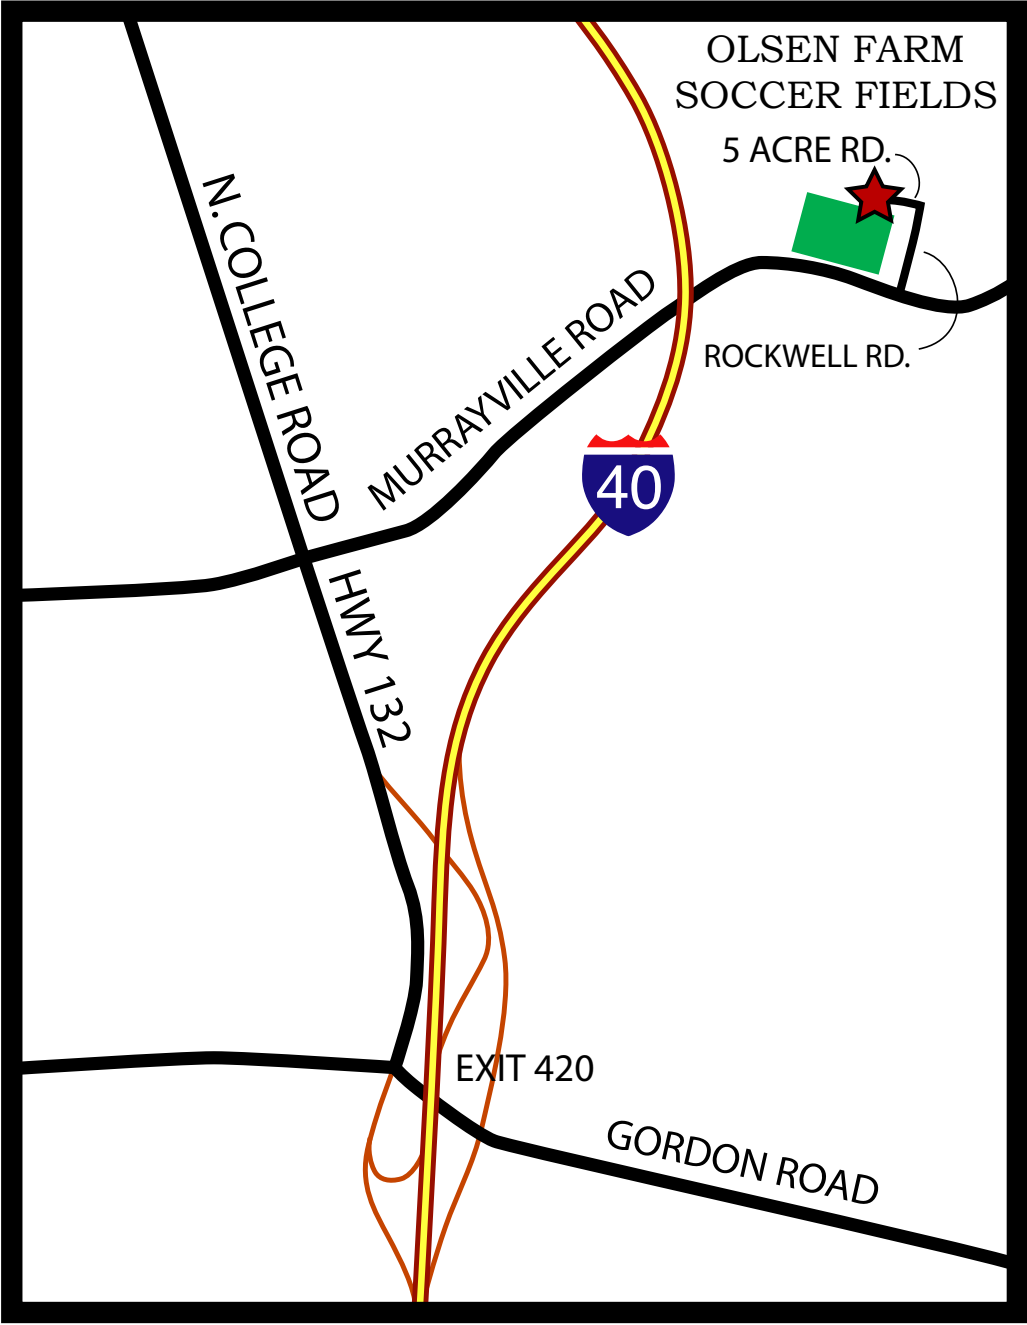 OLSEN FARM
SOCCER FIELDS
5 ACRE RD.
N. COLLEGE ROAD
MURRAYVILLE ROAD
ROCKWELL RD.
40
HWY 132
EXIT 420
GORDON ROAD